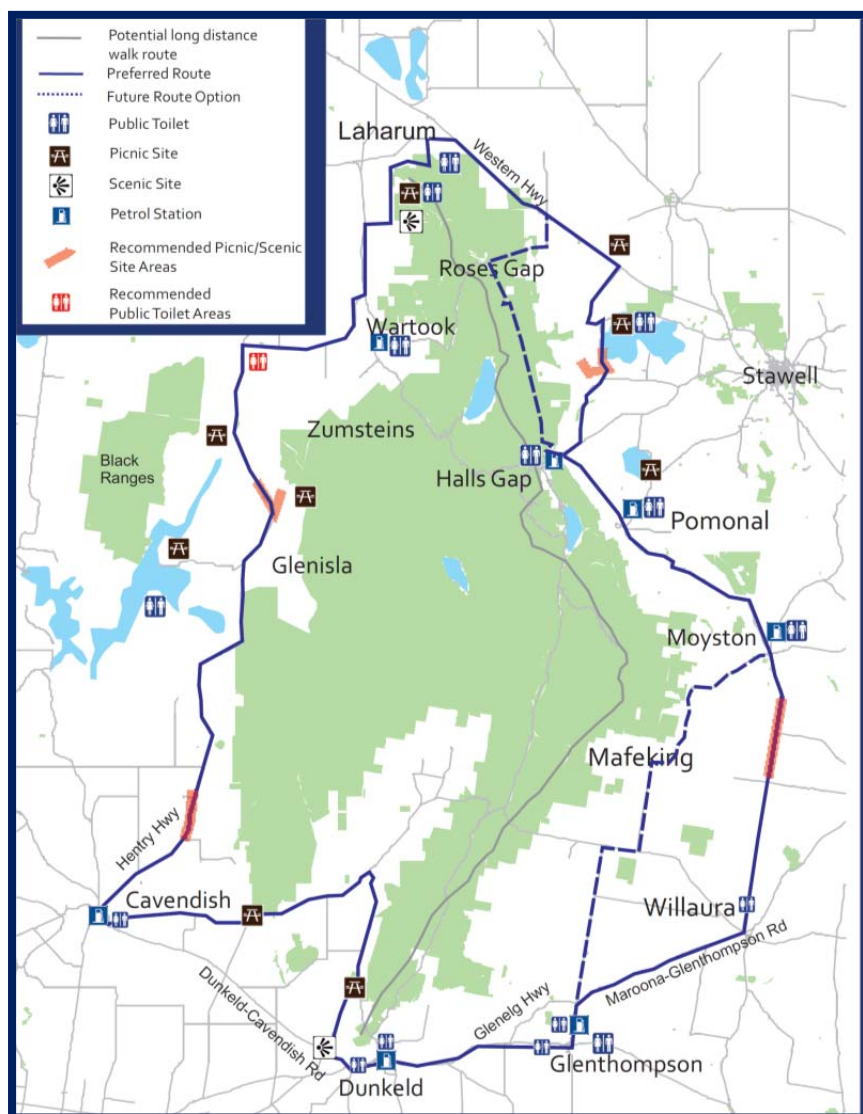 Potential long distance
walk route
Preferred Route
Future Route Option
Public Toilet
Picnic Site
Scenic Site
Petrol Station
Recommended Picnic/Scenic
Site Areas
Recommended
Public Toilet Areas
Laharum
Western Hwy
Roses Gap
Wartook
Stawell
Zumsteins
Black
Ranges
Halls Gap
Pomonal
Glenisla
Moyston
Mafeking
Hentry Hwy
Cavendish
Willaura
Maroona-Glenthompson Rd
Dunkeld-Cavendish Rd
Glenelg Hwy
Glenthompson
Dunkeld